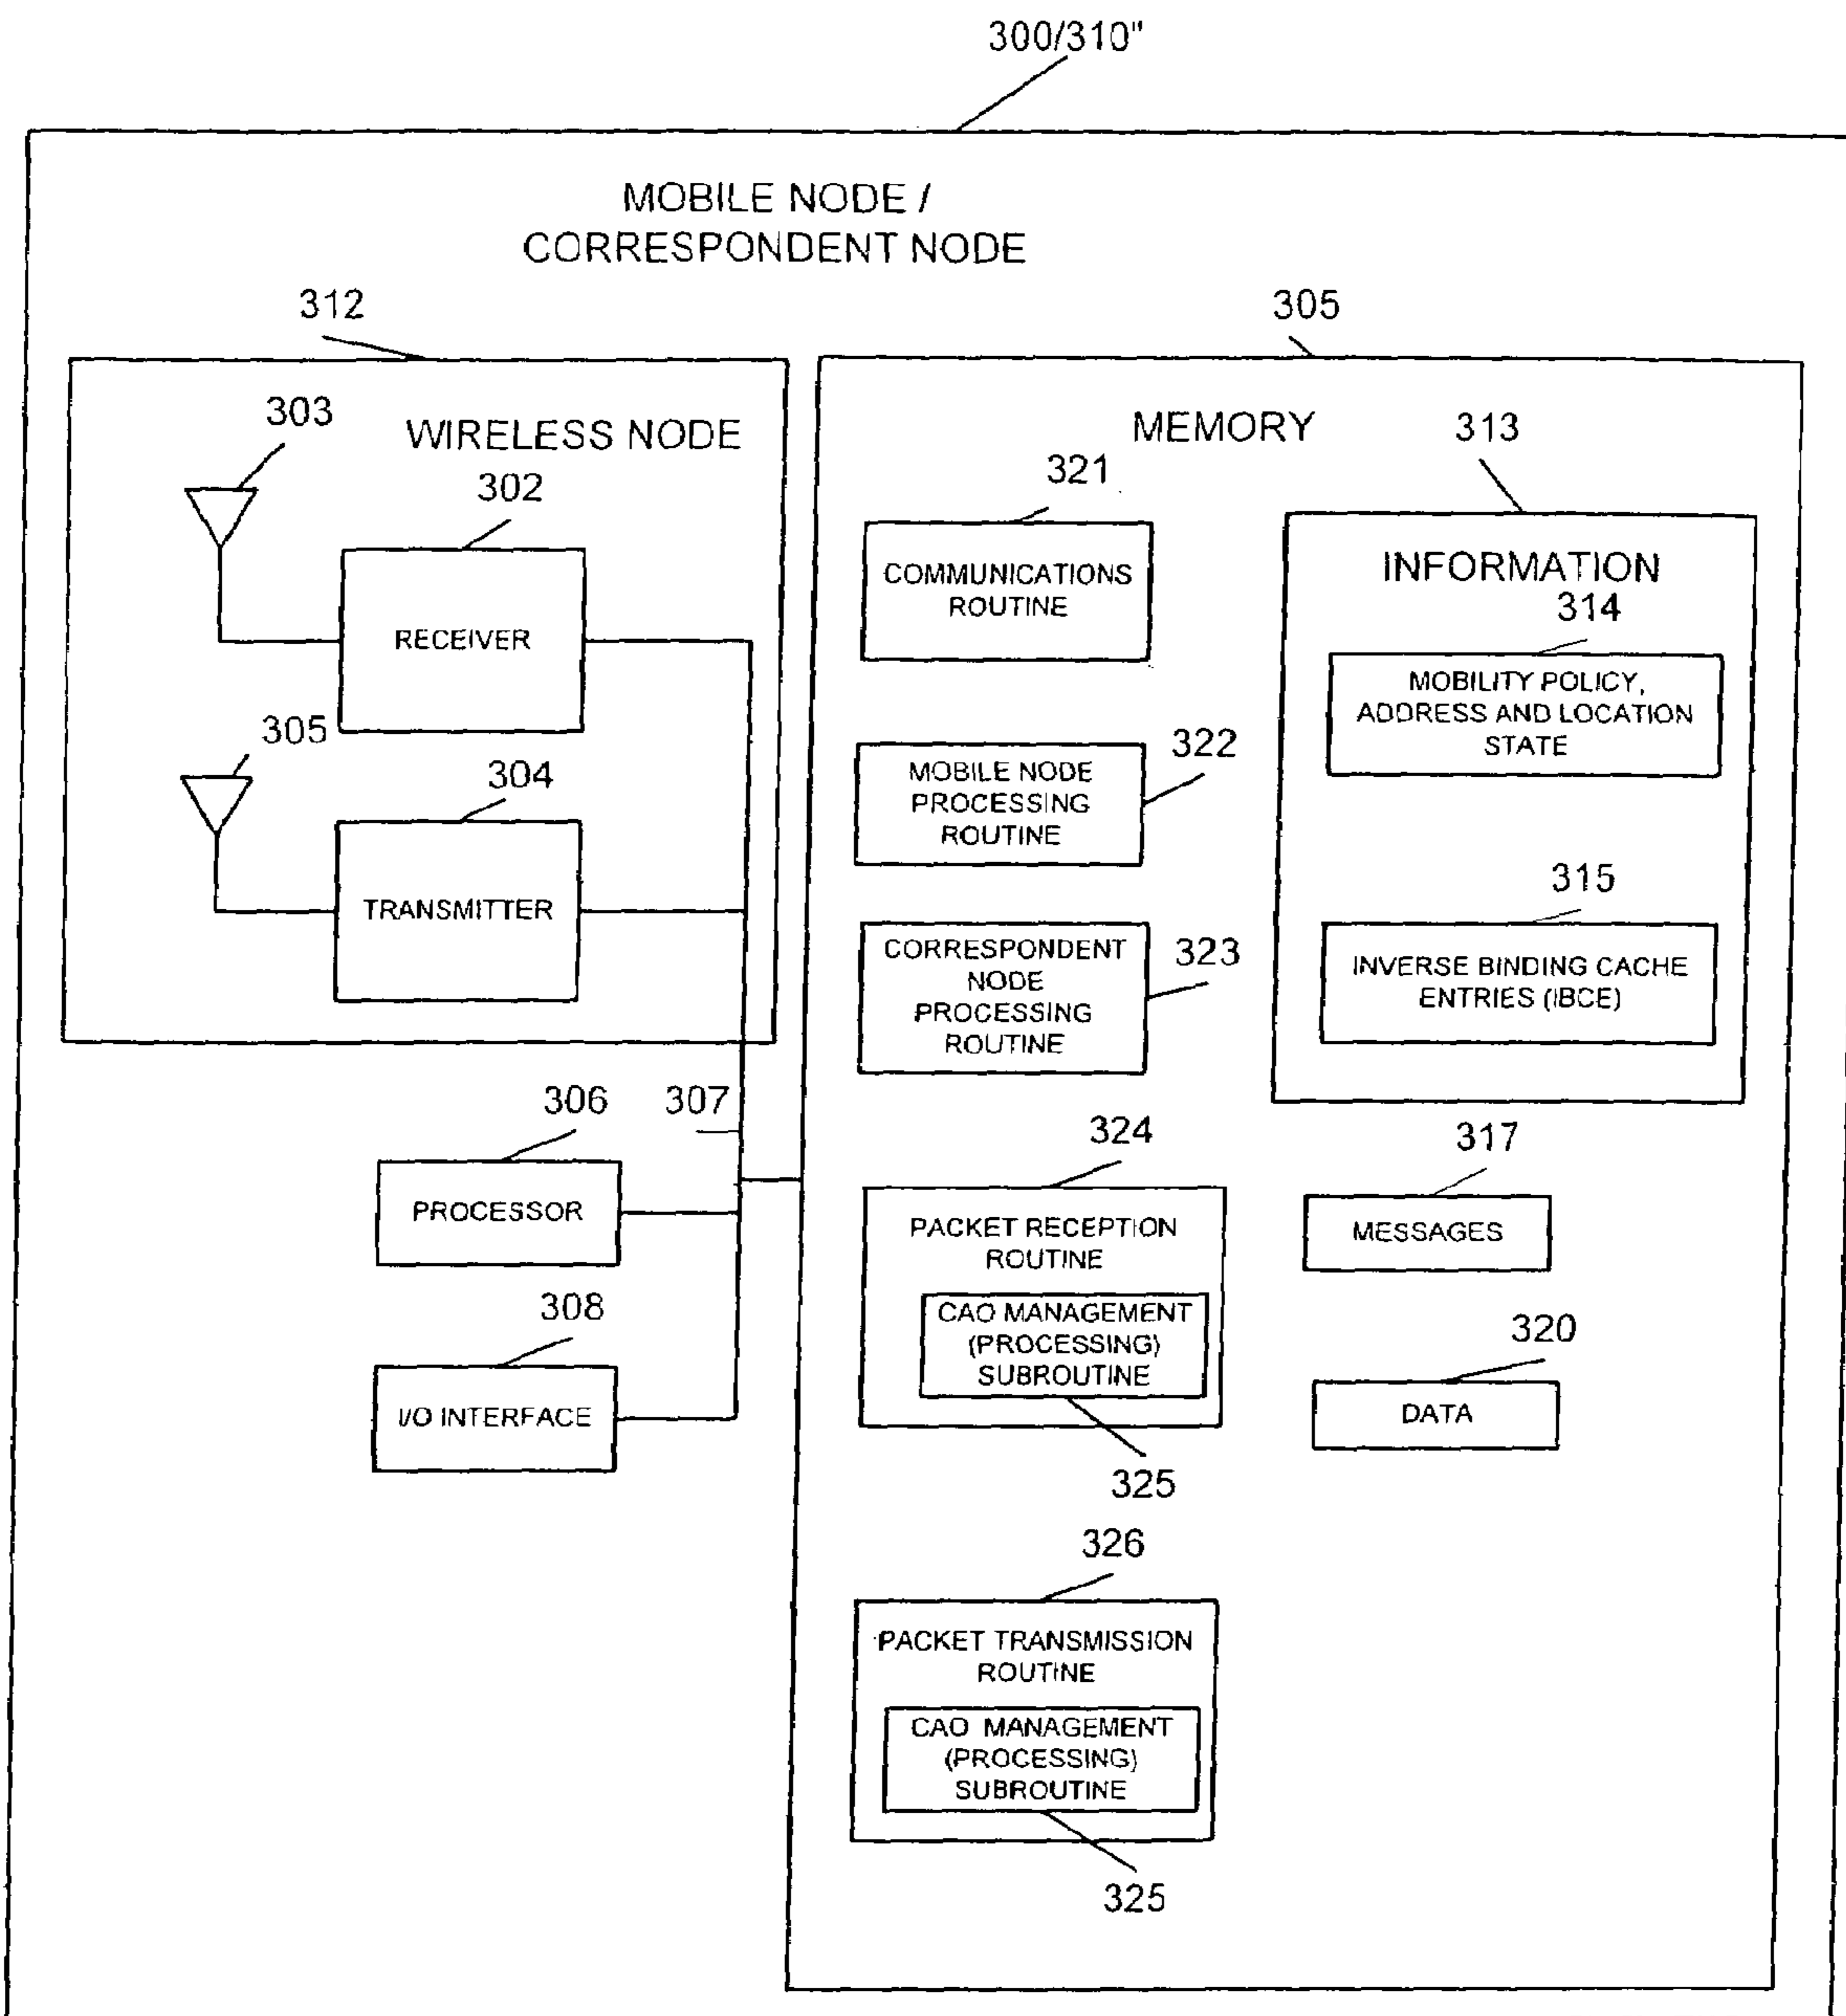 300/310"
MOBILE NODE /
CORRESPONDENT NODE
312
305
303
WIRELESS NODE
302
RECEIVER
305
304
TRANSMITTER
306
307
PROCESSOR
308
I/O INTERFACE
MEMORY
321
COMMUNICATIONS
ROUTINE
322
MOBILE NODE
PROCESSING
ROUTINE
323
CORRESPONDENT
NODE
PROCESSING
ROUTINE
324
PACKET RECEPTION
ROUTINE
CAO MANAGEMENT
(PROCESSING)
SUBROUTINE
325
326
PACKET TRANSMISSION
ROUTINE
CAO MANAGEMENT
(PROCESSING)
SUBROUTINE
325
313
INFORMATION
314
MOBILITY POLICY,
ADDRESS AND LOCATION
STATE
315
INVERSE BINDING CACHE
ENTRIES (IBCE)
317
MESSAGES
320
DATA